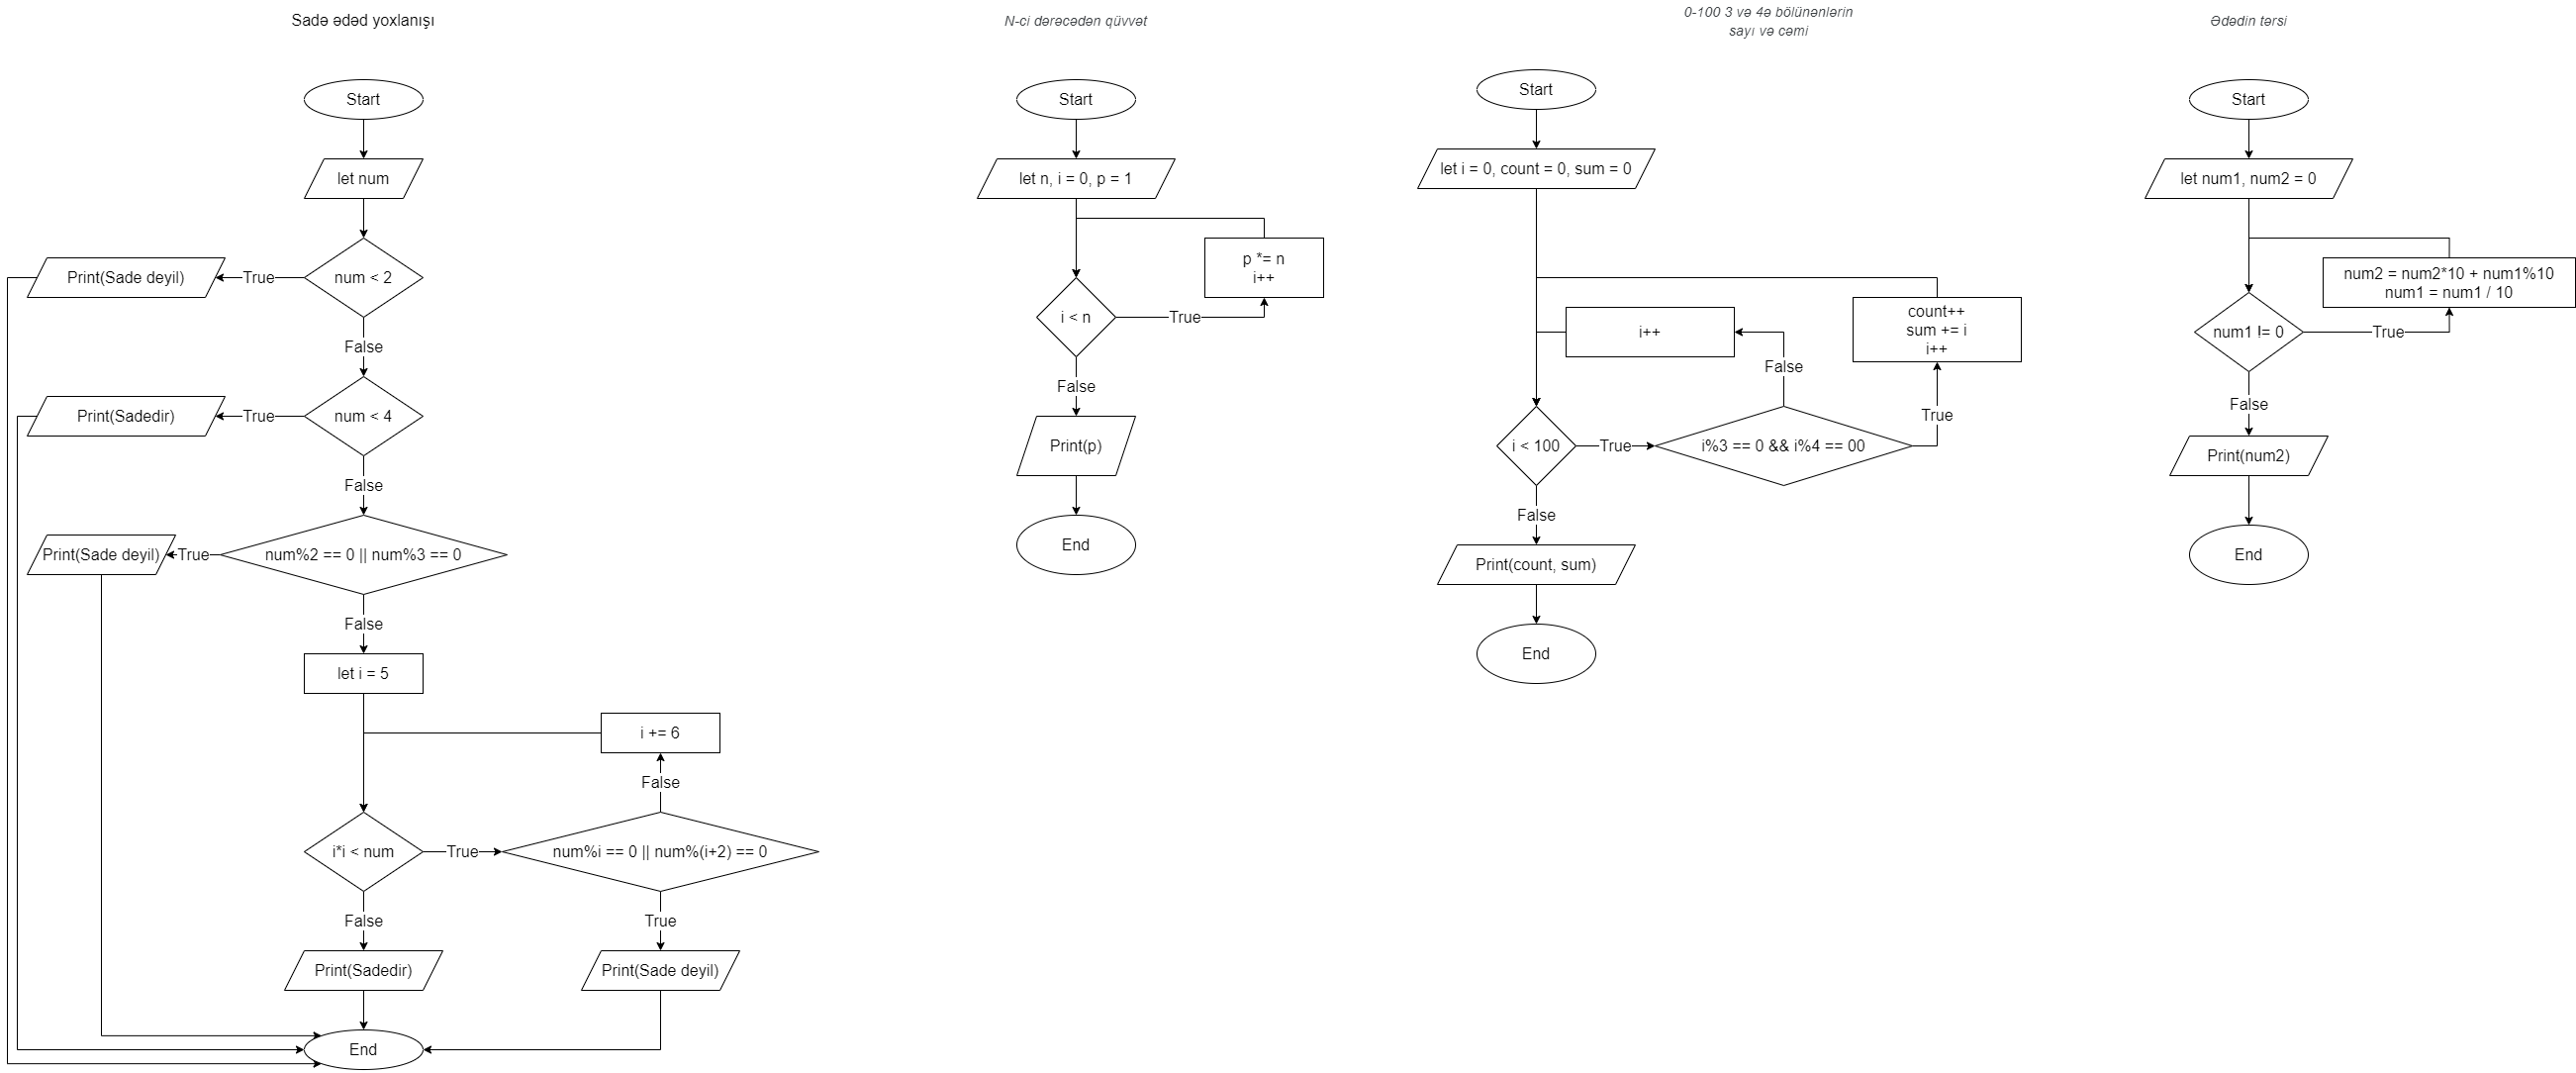 Sadə ədəd yoxlanışı
Start
let num
num < 2
True
Print(Sade deyil)
False
num < 4
True
Print(Sadedir)
False
num%2 == 0 || num%3 == 0
True
Print(Sade deyil)
False
let i = 5
i += 6
False
i*i < num
True
num%i == 0 || num%(i+2) == 0
False
True
Print(Sadedir)
Print(Sade deyil)
End
N-ci dərəcədən qüvvət
Start
let n, i = 0, p = 1
p *= n
i++
i < n
True
False
Print(p)
End
0-100 3 və 4ə bölünənlərin
sayı və cəmi
Start
let i = 0, count = 0, sum = 0
i++
count++
sum += i
i++
False
True
i < 100
True
i%3 == 0 && i%4 == 00
False
Print(count, sum)
End
Ədədin tərsi
Start
let num1, num2 = 0
num2 = num2*10 + num1%10
num1 = num1 / 10
num1 != 0
True
False
Print(num2)
End